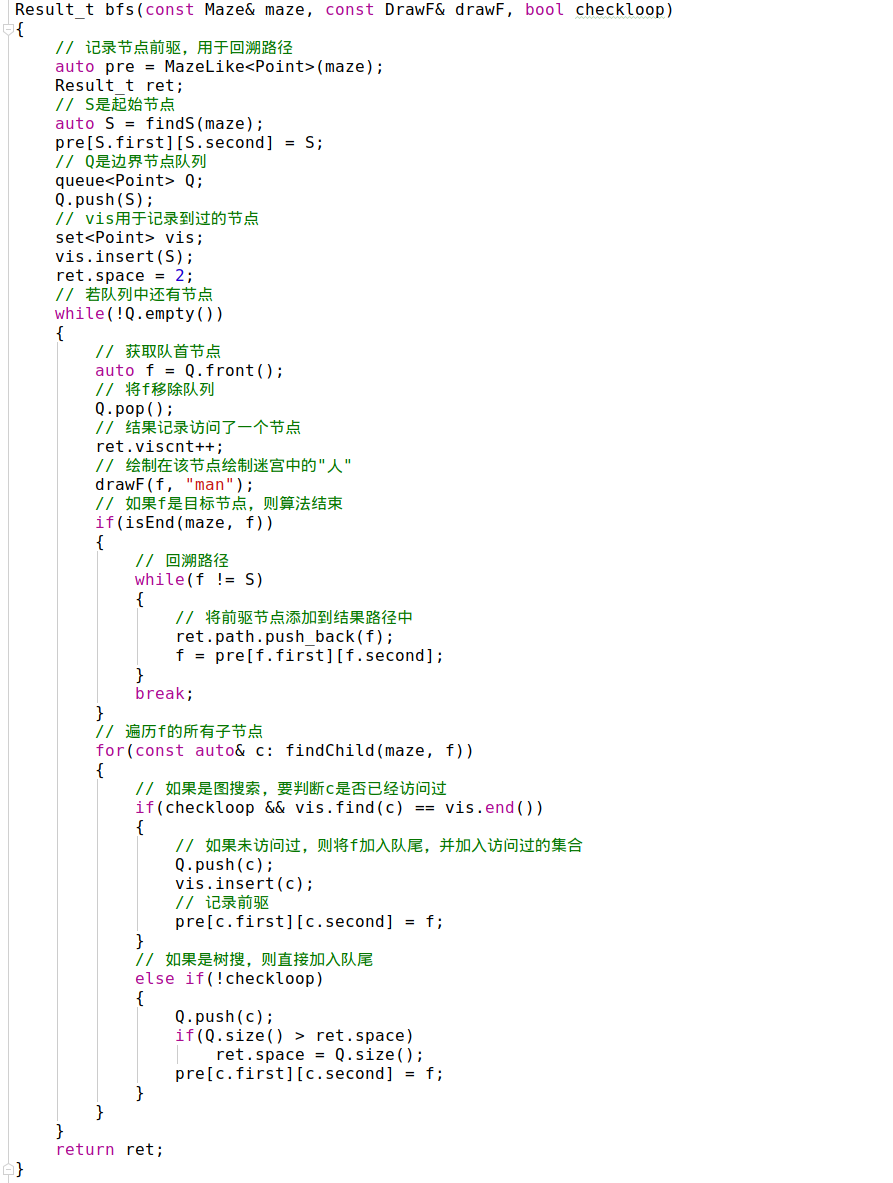 Result_t bfs(const Maze& maze, const DrawF& drawF, bool checkloop)
{
    // 记录节点前驱，用于回溯路径
    auto pre = MazeLike<Point>(maze);
    Result_t ret;
    // S是起始节点
    auto S = findS(maze);
    pre[S.first][S.second] = S;
    // Q是边界节点队列
    queue<Point> Q;
    Q.push(S);
    // vis用于记录到过的节点
    set<Point> vis;
    vis.insert(S);
    ret.space = 2;
    // 若队列中还有节点
    while(!Q.empty())
    {
        // 获取队首节点
        auto f = Q.front();
        // 将f移除队列
        Q.pop();
        // 结果记录访问了一个节点
        ret.viscnt++;
        // 绘制在该节点绘制迷宫中的"人"
        drawF(f, "man");
        // 如果f是目标节点，则算法结束
        if(isEnd(maze, f))
        {
            // 回溯路径
            while(f != S)
            {
                // 将前驱节点添加到结果路径中
                ret.path.push_back(f);
                f = pre[f.first][f.second];
            }
            break;
        }
        // 遍历f的所有子节点
        for(const auto& c: findChild(maze, f))
        {
            // 如果是图搜索，要判断c是否已经访问过
            if(checkloop && vis.find(c) == vis.end())
            {
                // 如果未访问过，则将f加入队尾，并加入访问过的集合
                Q.push(c);
                vis.insert(c);
                // 记录前驱
                pre[c.first][c.second] = f;
            }
            // 如果是树搜，则直接加入队尾
            else if(!checkloop)
            {
                Q.push(c);
                if(Q.size() > ret.space)
                    ret.space = Q.size();
                pre[c.first][c.second] = f;
            }
        }
    }
    return ret;
}